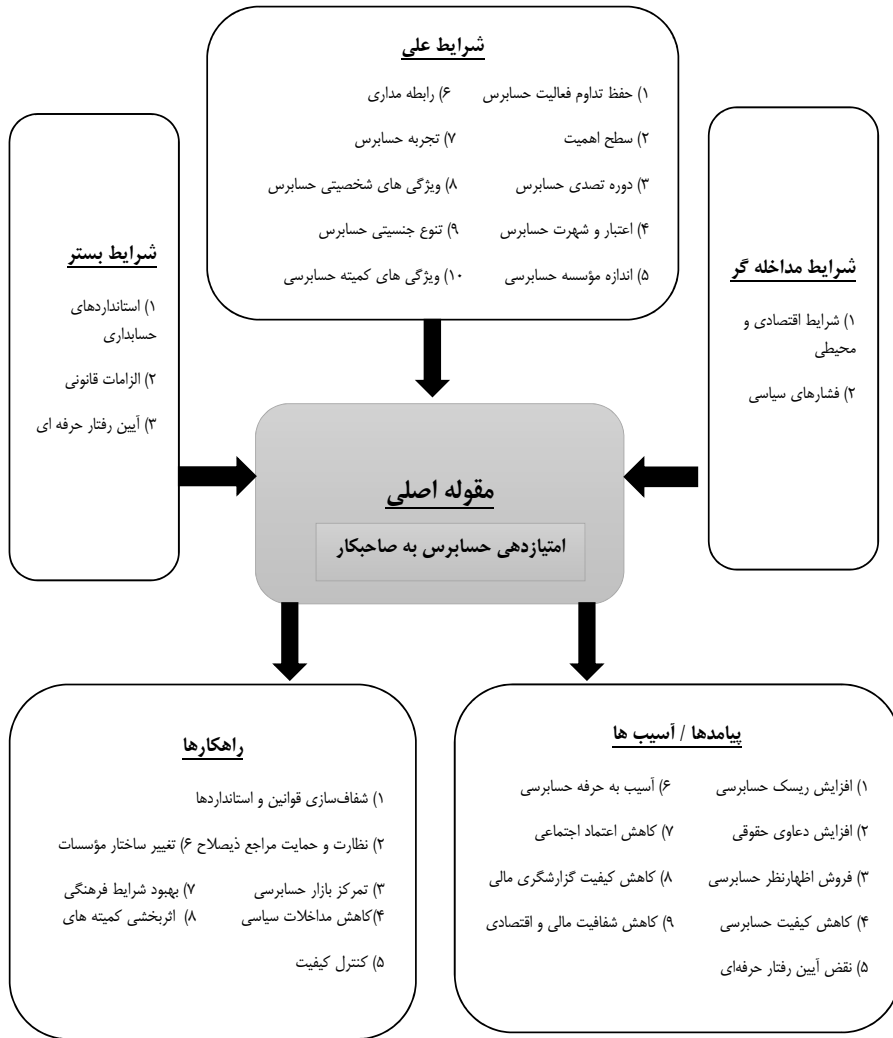 شرایط علی
۱) حفظ تداوم فعالیت حسابرس ۶) رابطه مداری
۲) سطح اهمیت ۷) تجربه حسابرس
۳) دوره تصدی حسابرس ۸) ویژگی های شخصیتی حسابرس
۴) اعتبار و شهرت حسابرس ۹) تنوع جنسیتی حسابرس
۵) اندازه مؤسسه حسابرسی ۱۰) ویژگی های کمیته حسابرسی
شرایط مداخله گر
۱) شرایط اقتصادی و
محیطی
۲) فشارهای سیاسی
شرایط بستر
۱) استانداردهای
حسابداری
۲) الزامات قانونی
۳) آیین رفتار حرفه ای
مقوله اصلی
امتیازدهی حسابرس به صاحبکار
پیامدها / آسیب ها
۱) افزایش ریسک حسابرسی ۶) آسیب به حرفه حسابرسی
۲) افزایش دعاوی حقوقی ۷) کاهش اعتماد اجتماعی
۳) فروش اظهارنظر حسابرسی ۸) کاهش کیفیت گزارشگری مالی
۴) کاهش کیفیت حسابرسی ۹) کاهش شفافیت مالی و اقتصادی
۵) نقض آیین رفتار حرفه‌ای
راهکارها
۱) شفاف‌سازی قوانین و استانداردها
۲) نظارت و حمایت مراجع ذیصلاح ۶) تغییر ساختار مؤسسات
۳) تمرکز بازار حسابرسی ۷) بهبود شرایط فرهنگی
۴)کاهش مداخلات سیاسی ۸) اثربخشی کمیته های
۵) کنترل کیفیت